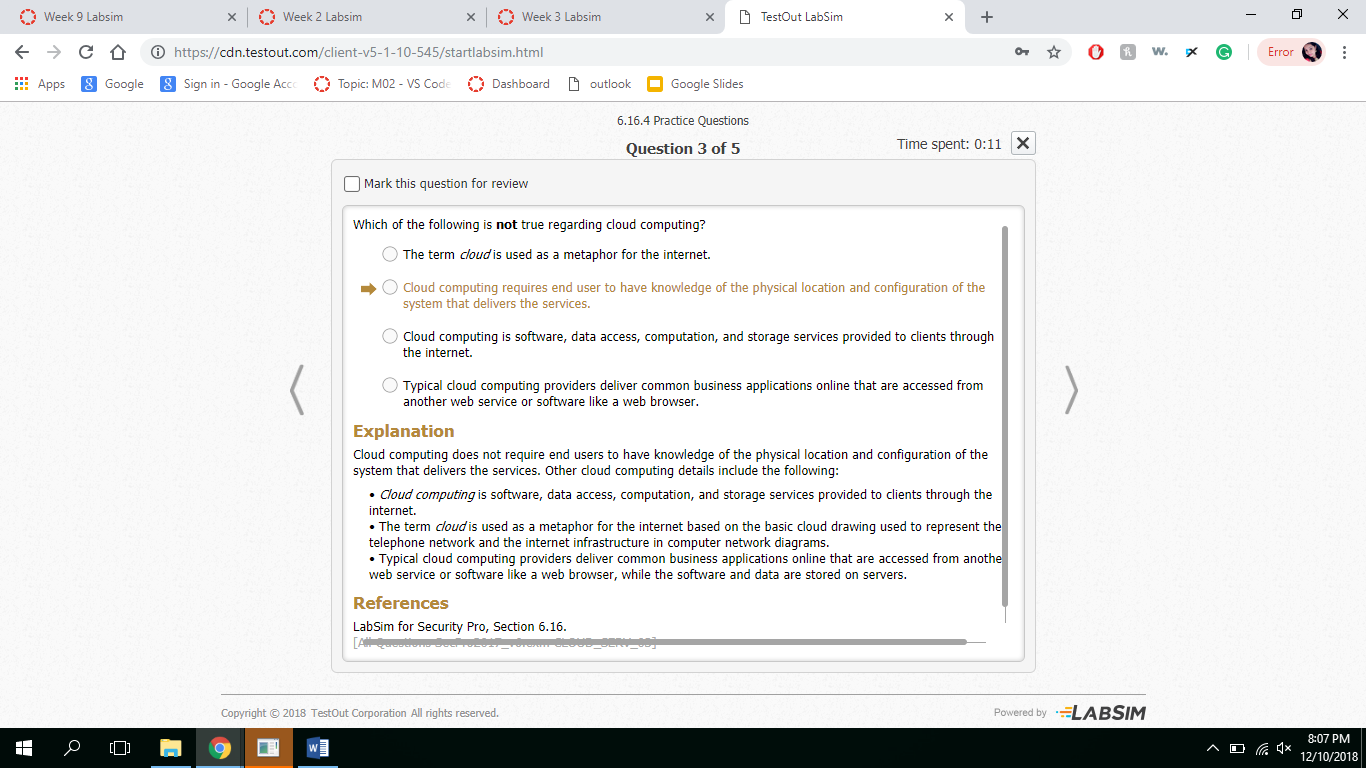 Week 9 Labsim
Week 2 Labsim
Week 3 Labsim
TestOut LabSim
https://cdn.testout.com/client-v5-1-10-545/startlabsim.html
Error
Apps
Google
Sign in - Google Acc
Topic: M02 - VS Code
Dashboard
outlook
Google Slides
6.16.4 Practice Questions
Question 3 of 5
Time spent: 0:11
Mark this question for review
Which of the following is not true regarding cloud computing?
The term cloud is used as a metaphor for the internet.
Cloud computing requires end user to have knowledge of the physical location and configuration of the
system that delivers the services.
Cloud computing is software, data access, computation, and storage services provided to clients through
the internet.
Typical cloud computing providers deliver common business applications online that are accessed from
another web service or software like a web browser.
Explanation
Cloud computing does not require end users to have knowledge of the physical location and configuration of the
system that delivers the services. Other cloud computing details include the following:
• Cloud computing is software, data access, computation, and storage services provided to clients through the
internet.
• The term cloud is used as a metaphor for the internet based on the basic cloud drawing used to represent the
telephone network and the internet infrastructure in computer network diagrams.
• Typical cloud computing providers deliver common business applications online that are accessed from anothe
web service or software like a web browser, while the software and data are stored on servers.
References
LabSim for Security Pro, Section 6.16.
Copyright © 2018 TestOut Corporation All rights reserved.
Powered by LABSIM
8:07 PM
12/10/2018